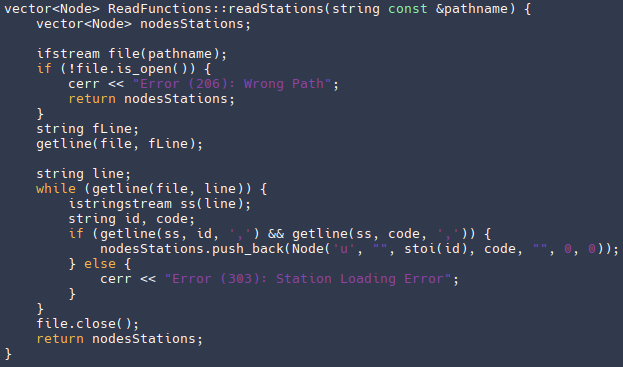 vector<Node> ReadFunctions::readStations(string const &pathname) {
    vector<Node> nodesStations;

    ifstream file(pathname);
    if (!file.is_open()) {
        cerr << "Error (206): Wrong Path";
        return nodesStations;
    }
    string fLine;
    getline(file, fLine);

    string line;
    while (getline(file, line)) {
        istringstream ss(line);
        string id, code;
        if (getline(ss, id, ',') && getline(ss, code, ',')) {
            nodesStations.push_back(Node('u', "", stoi(id), code, "", 0, 0));
        } else {
            cerr << "Error (303): Station Loading Error";
        }
    }
    file.close();
    return nodesStations;
}